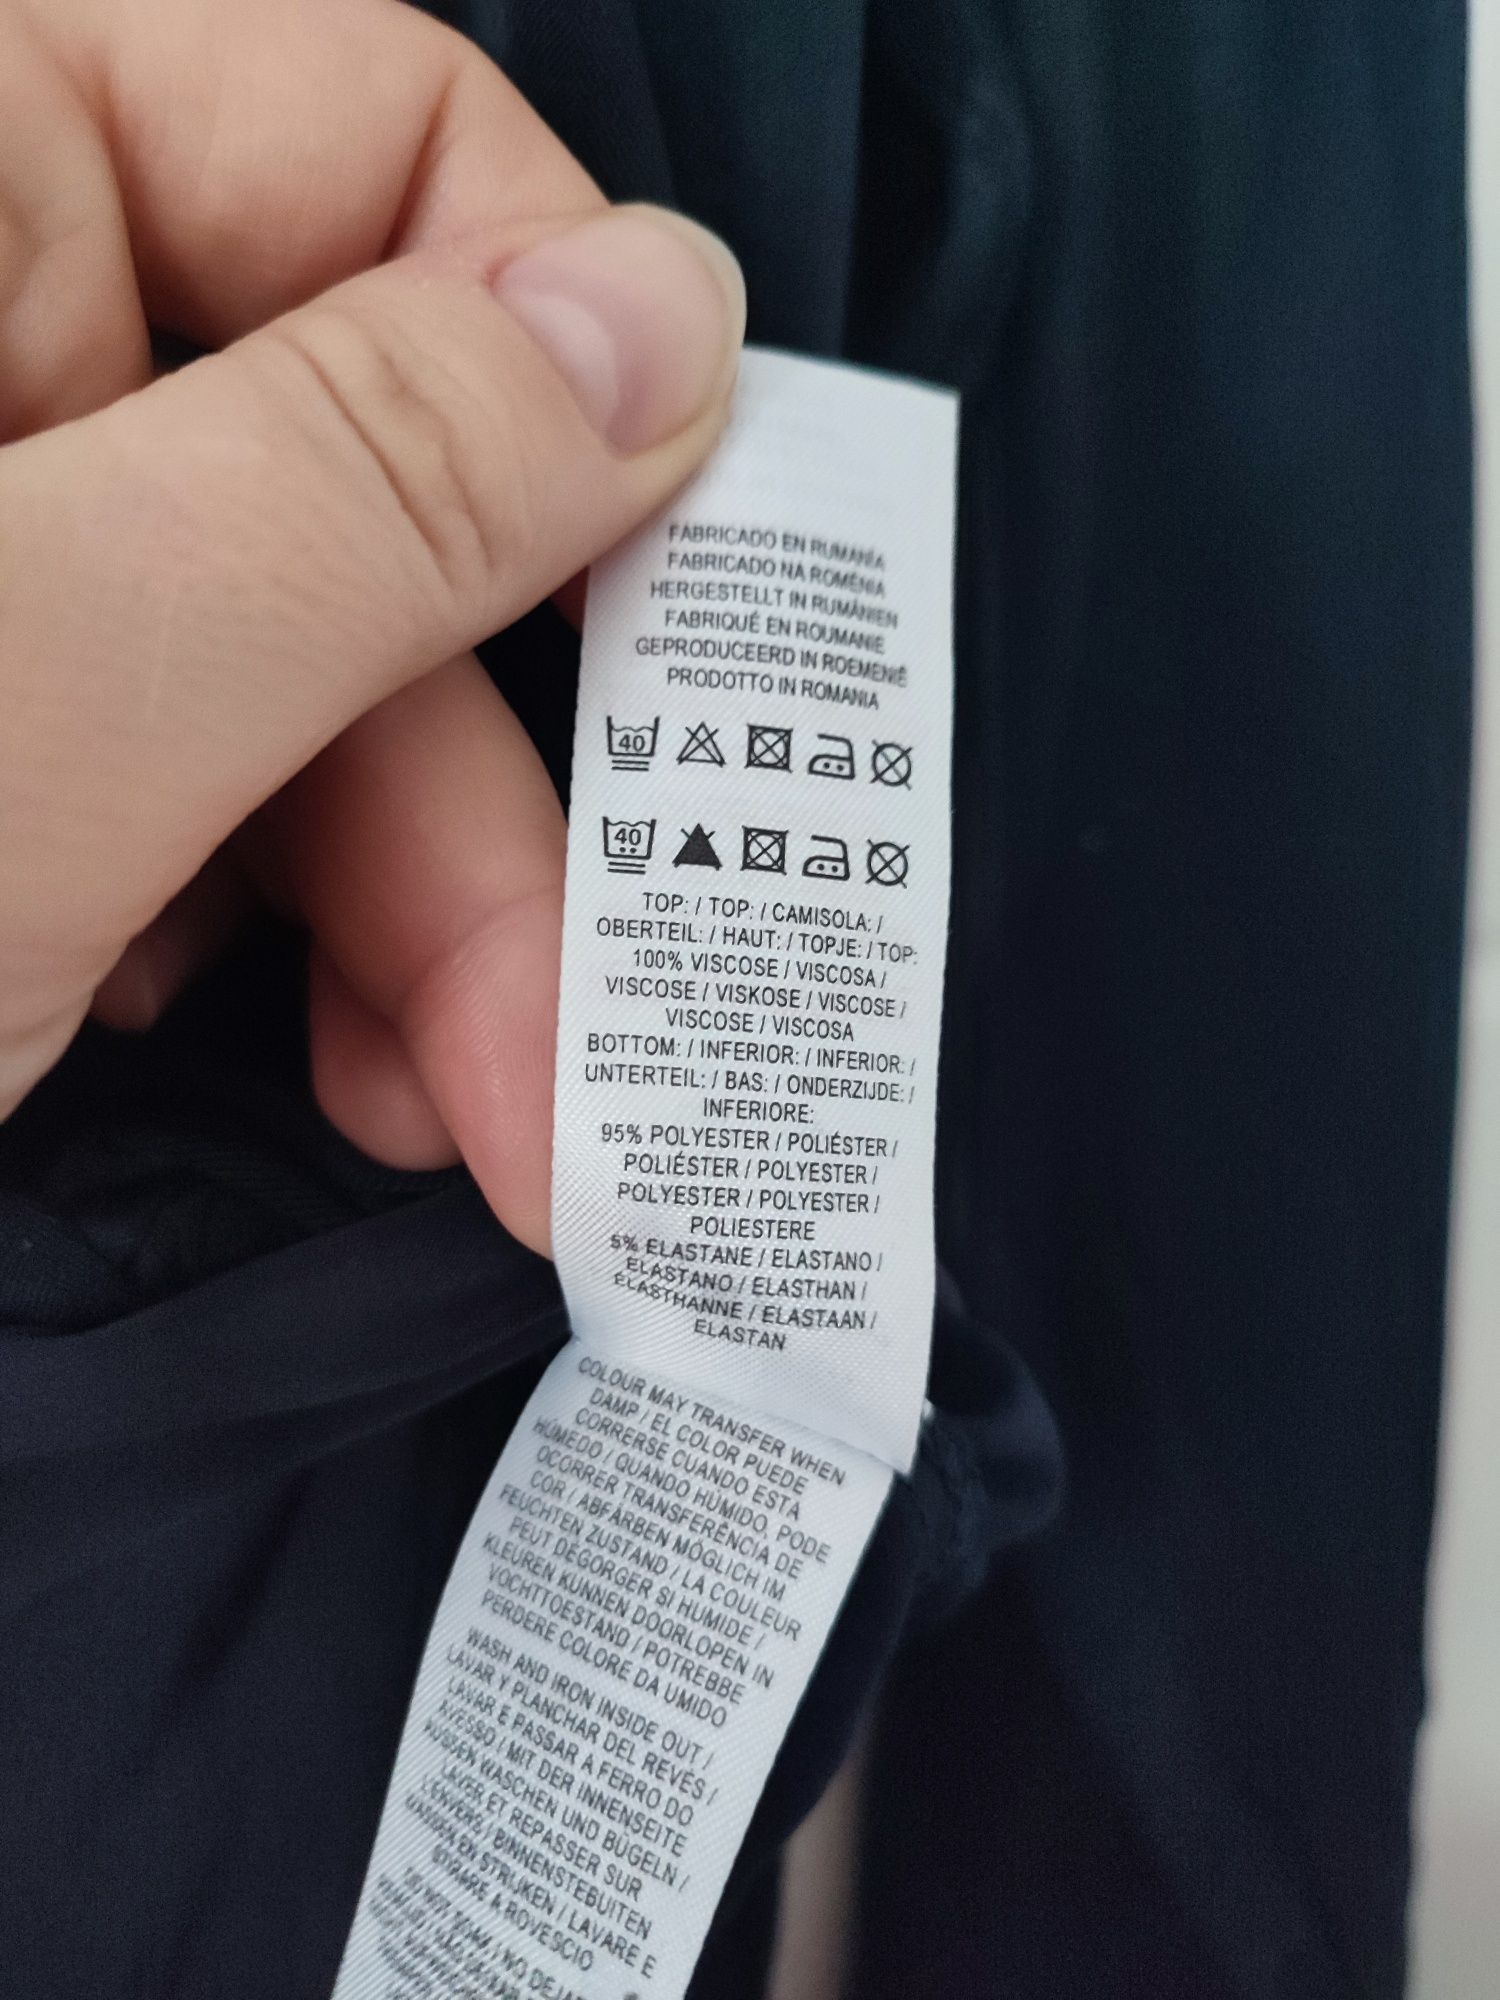 FABRICADO EN RUMANÍA
FABRICADO NA ROMÉNIA
HERGESTELLT IN RUMÄNIEN
FABRIQUÉ EN ROUMANIE
GEPRODUCEERD IN ROEMENIË
PRODOTTO IN ROMANIA
40
40
TOP: / TOP: / CAMISOLA: /
OBERTEIL: / HAUT: / TOPJE: / TOP:
100% VISCOSE / VISCOSA /
VISCOSE / VISKOSE / VISCOSE /
VISCOSE / VISCOSA
BOTTOM: / INFERIOR: / INFERIOR: /
UNTERTEIL: / BAS: / ONDERZIJDE: /
INFERIORE:
95% POLYESTER / POLIÉSTER /
POLIÉSTER / POLYESTER /
POLYESTER / POLYESTER /
POLIESTERE
5% ELASTANE / ELASTANO /
ELASTANO / ELASTHAN /
ELASTHANNE / ELASTAAN /
ELASTAN
COLOUR MAY TRANSFER WHEN
DAMP / EL COLOR PUEDE
CORRERSE CUANDO ESTA
HÚMEDO / QUANDO HÚMIDO, PODE
OCORRER TRANSFERÊNCIA DE
COR / ABFÄRBEN MÖGLICH IM
FEUCHTEN ZUSTAND / LA COULEUR
PEUT DÉGORGER SI HUMIDE /
KLEUREN KUNNEN DOORLOPEN IN
VOCHTTOESTAND / POTREBBE
PERDERE COLORE DA UMIDO
WASH AND IRON INSIDE OUT /
LAVAR Y PLANCHAR DEL REVÉS /
LAVAR E PASSAR A FERRO DO
AVESSO / MIT DER INNENSEITE
AUSSEN WASCHEN UND BÜGELN /
LAVER ET REPASSER SUR
L'ENVERS / BINNENSTEBUITEN
WASSEN EN STRIJKEN / LAVARE E
STIRARE A ROVESCIO
DO NOT SOAK / NO DEJAR